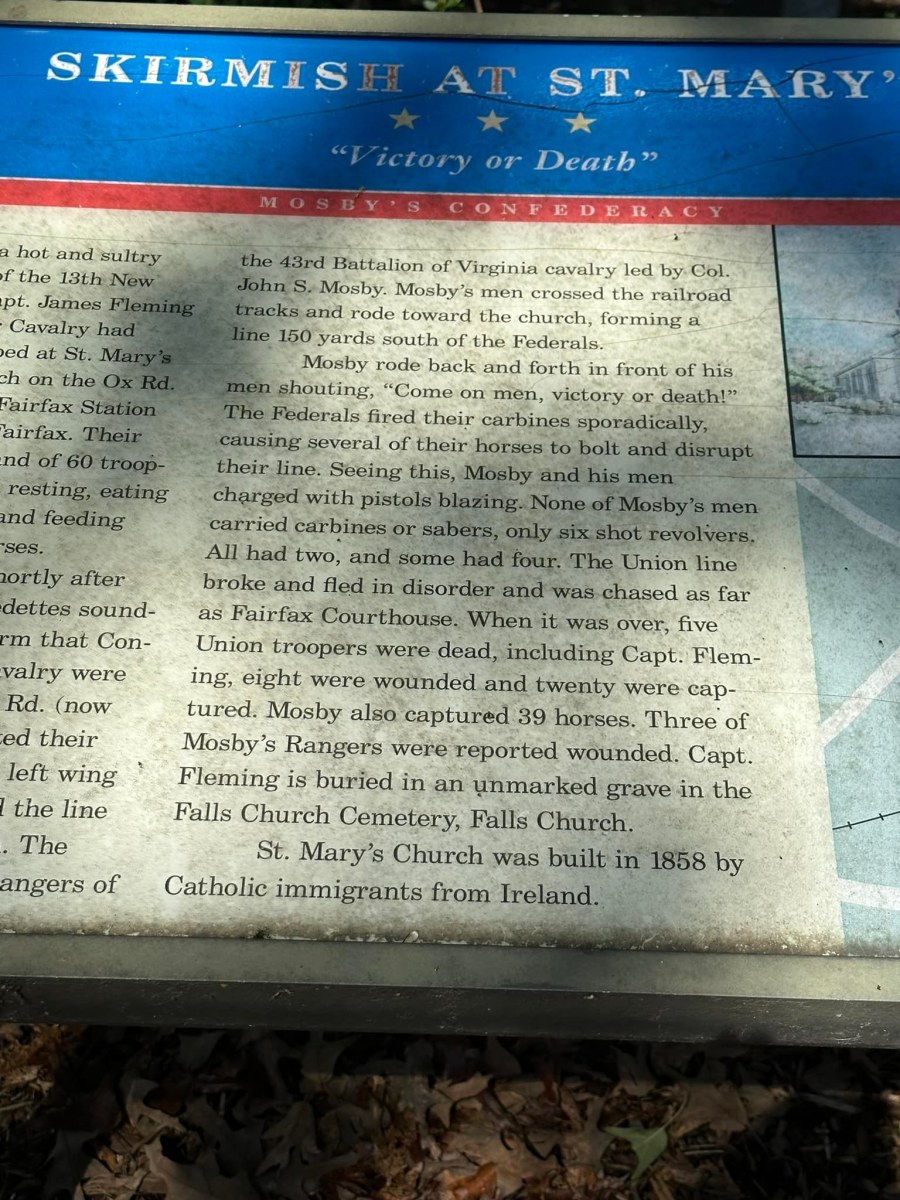 SKIRMISH AT ST. MARY'
"Victory or Death"
MOSBY'S CONFEDERACY
a hot and sultry
of the 13th New
apt. James Fleming
Cavalry had
ped at St. Mary's
ch on the Ox Rd.
Fairfax Station
Fairfax. Their
and of 60 troop-
resting, eating
and feeding
rses.
hortly after
dettes sound-
rm that Con-
valry were
Rd. (now
ted their
left wing
d the line
. The
angers of
the 43rd Battalion of Virginia cavalry led by Col.
John S. Mosby. Mosby's men crossed the railroad
tracks and rode toward the church, forming a
line 150 yards south of the Federals.
Mosby rode back and forth in front of his
men shouting, "Come on men, victory or death!"
The Federals fired their carbines sporadically,
causing several of their horses to bolt and disrupt
their line. Seeing this, Mosby and his men
charged with pistols blazing. None of Mosby's men
carried carbines or sabers, only six shot revolvers.
All had two, and some had four. The Union line
broke and fled in disorder and was chased as far
as Fairfax Courthouse. When it was over, five
Union troopers were dead, including Capt. Flem-
ing, eight were wounded and twenty were cap-
tured. Mosby also captured 39 horses. Three of
Mosby's Rangers were reported wounded. Capt.
Fleming is buried in an unmarked grave in the
Falls Church Cemetery, Falls Church.
St. Mary's Church was built in 1858 by
Catholic immigrants from Ireland.